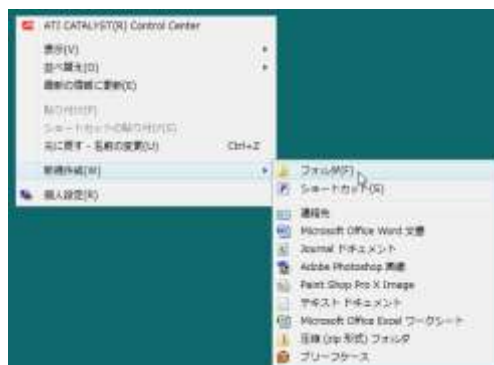 ATI CATALYST(R) Control Center
表示(V)
並べ替え(O)
最新の情報に更新(E)
貼り付け(P)
ショートカットの貼り付け(S)
元に戻す - 名前の変更(U) Ctrl+Z
新規作成(W)
個人設定(R)
フォルダ(F)
ショートカット(S)
連絡先
Microsoft Office Word 文書
Journal ドキュメント
Adobe Photoshop 画像
Paint Shop Pro X Image
テキスト ドキュメント
Microsoft Office Excel ワークシート
圧縮 (zip 形式) フォルダ
ブリーフケース